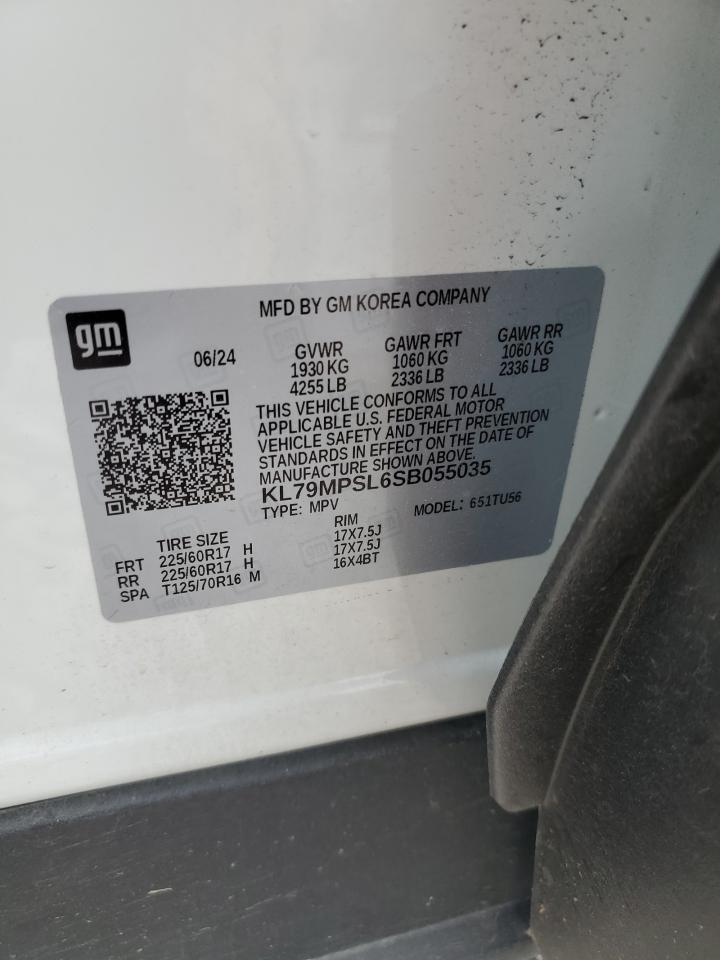 gm
MFD BY GM KOREA COMPANY
06/24
GVWR
1930 KG
4255 LB
GAWR FRT
1060 KG
2336 LB
GAWR RR
1060 KG
2336 LB
THIS VEHICLE CONFORMS TO ALL
APPLICABLE U.S. FEDERAL MOTOR
VEHICLE SAFETY AND THEFT PREVENTION
STANDARDS IN EFFECT ON THE DATE OF
MANUFACTURE SHOWN ABOVE.
KL79MPSL6SB055035
TYPE: MPV MODEL: 651TU56
TIRE SIZE RIM
FRT 225/60R17 H 17X7.5J
RR 225/60R17 H 17X7.5J
SPA T125/70R16 M 16X4BT